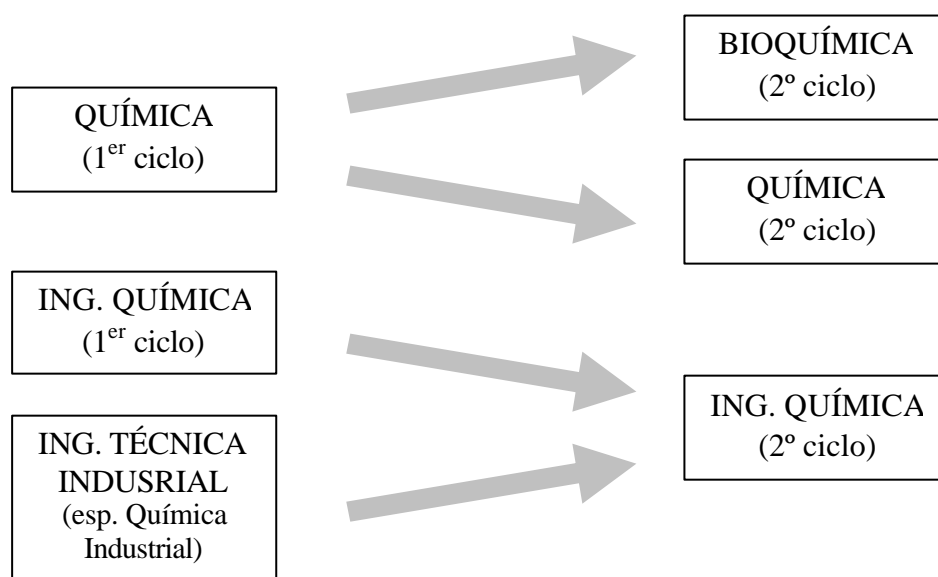 QUÍMICA
(1er ciclo)
ING. QUÍMICA
(1er ciclo)
ING. TÉCNICA
INDUSRIAL
(esp. Química
Industrial)
BIOQUÍMICA
(2º ciclo)
QUÍMICA
(2º ciclo)
ING. QUÍMICA
(2º ciclo)